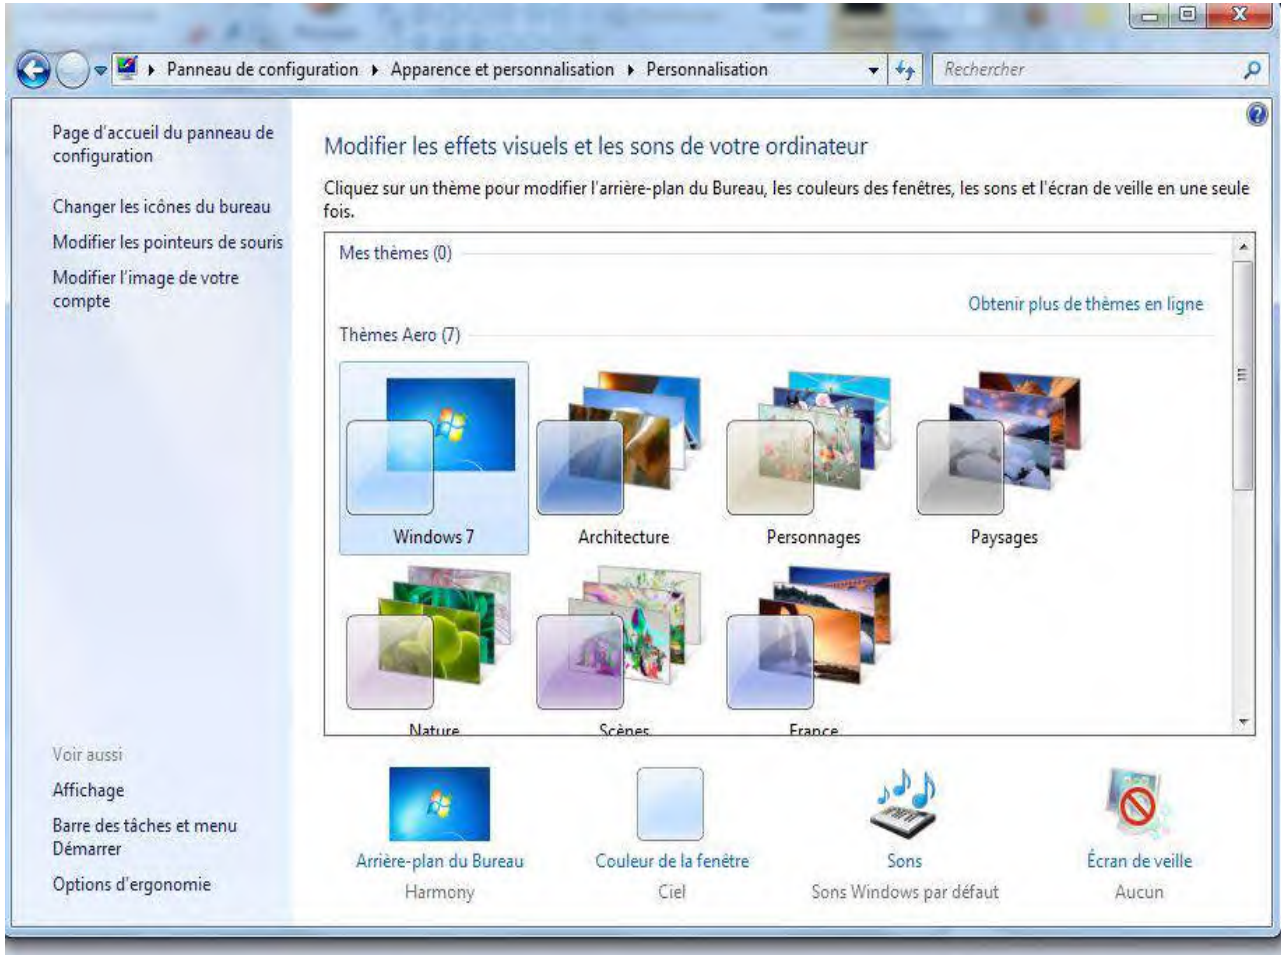 Panneau de configuration ▸ Apparence et personnalisation ▸ Personnalisation
Rechercher
Page d'accueil du panneau de
configuration
Changer les icônes du bureau
Modifier les pointeurs de souris
Modifier l'image de votre
compte
Voir aussi
Affichage
Barre des tâches et menu
Démarrer
Options d'ergonomie
Modifier les effets visuels et les sons de votre ordinateur
Cliquez sur un thème pour modifier l'arrière-plan du Bureau, les couleurs des fenêtres, les sons et l'écran de veille en une seule
fois.
Mes thèmes (0)
Obtenir plus de thèmes en ligne
Thèmes Aero (7)
Windows 7 Architecture Personnages Paysages
Nature Scènes France
Arrière-plan du Bureau Couleur de la fenêtre Sons Écran de veille
Harmony Ciel Sons Windows par défaut Aucun